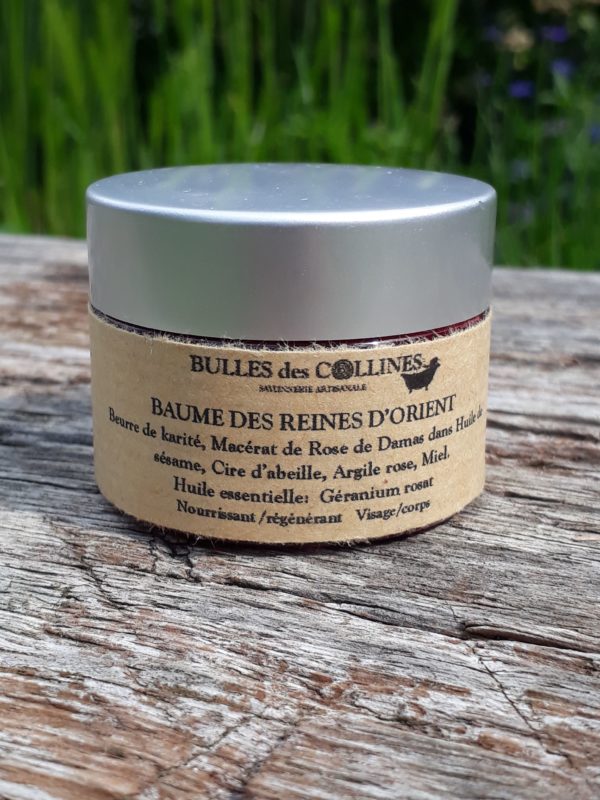 BULLES des COLLINES
SAVONNERIE ARTISANALE
BAUME DES REINES D'ORIENT
Beurre de karité, Macérat de Rose de Damas dans Huile de
sésame, Cire d'abeille, Argile rose, Miel.
Huile essentielle: Géranium rosat
Nourrissant/régénérant Visage/corps